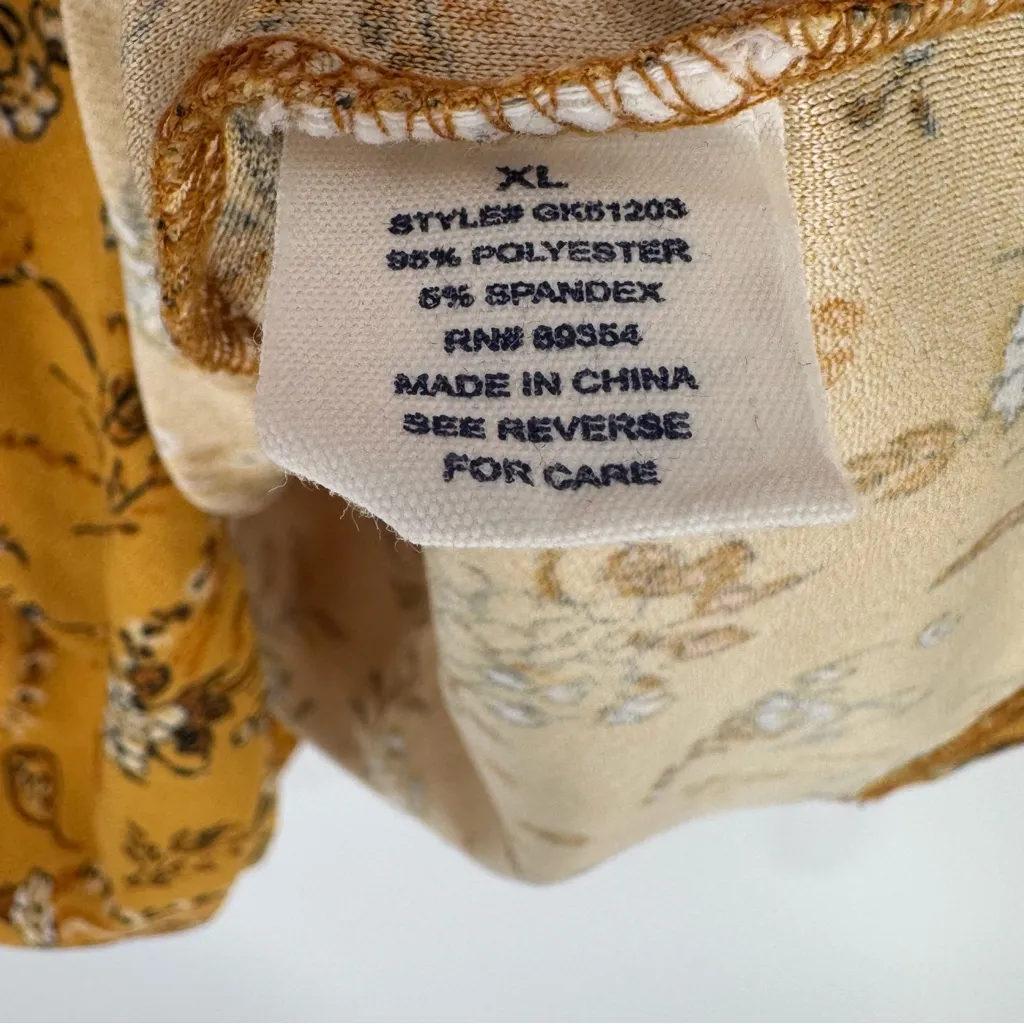 XL
STYLE# GK51203
95% POLYESTER
5% SPANDEX
RN# 89354
MADE IN CHINA
SEE REVERSE
FOR CARE